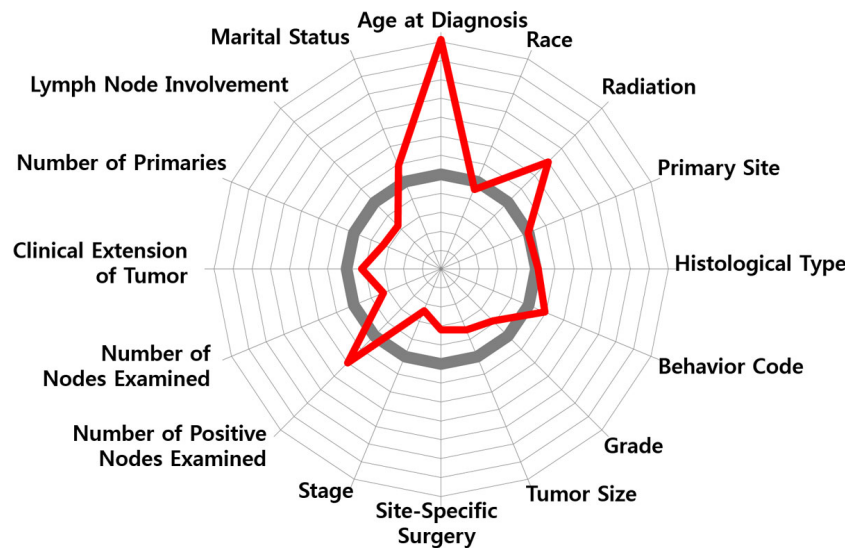 Age at Diagnosis
Race
Radiation
Primary Site
Histological Type
Behavior Code
Grade
Tumor Size
Site-Specific
Surgery
Stage
Number of Positive
Nodes Examined
Number of
Nodes Examined
Clinical Extension
of Tumor
Number of Primaries
Lymph Node Involvement
Marital Status